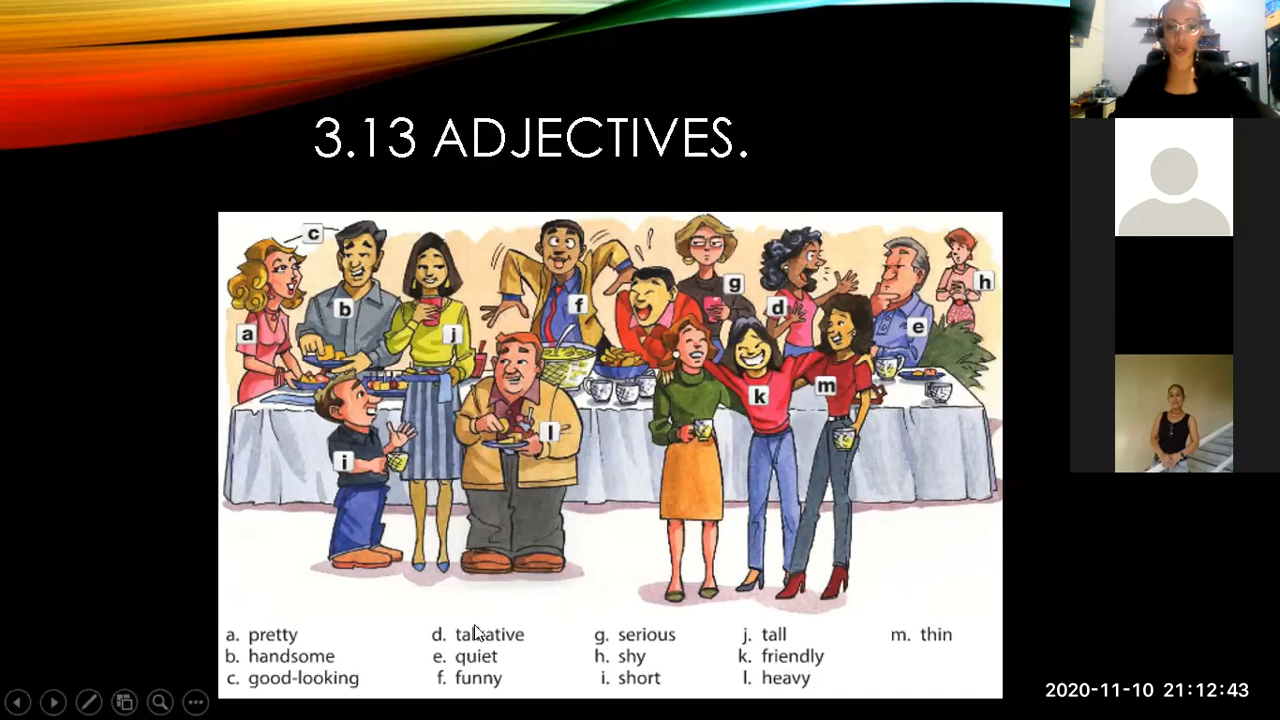 3.13 ADJECTIVES.
c
b
a
j
f
g
d
h
e
k
m
l
i
a. pretty
b. handsome
c. good-looking
d. talkative
e. quiet
f. funny
g. serious
h. shy
i. short
j. tall
k. friendly
l. heavy
m. thin
2020-11-10 21:12:43